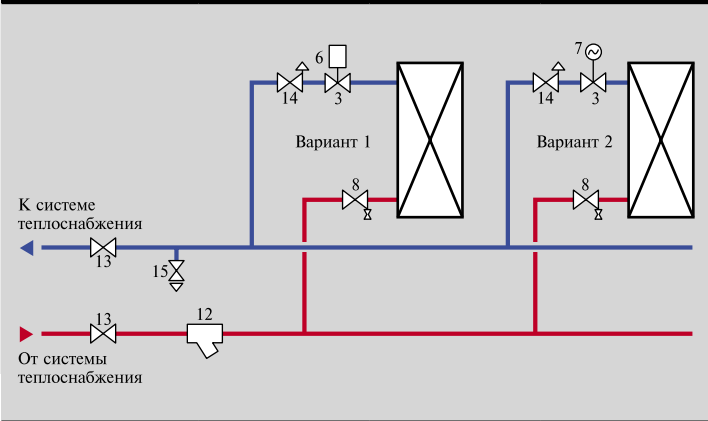 6
7
14
3
14
3
Вариант 1
Вариант 2
8
8
К системе
теплоснабжения
13
15
13
12
От системы
теплоснабжения